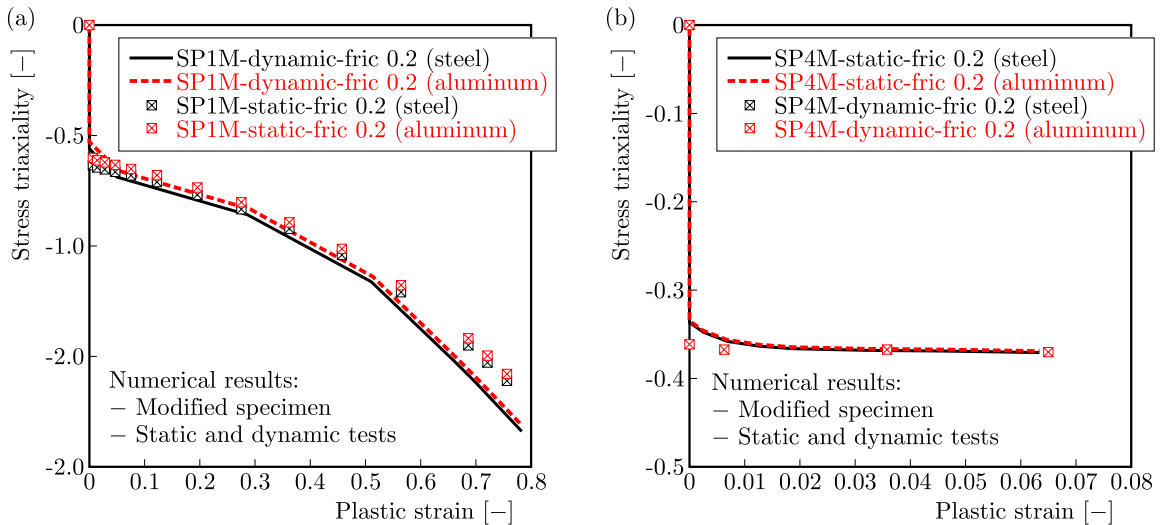 (a)
0
-0.5
-1.0
-2.0
-2.0
Stress triaxiality [−]
SP1M-dynamic-fric 0.2 (steel)
SP1M-dynamic-fric 0.2 (aluminum)
SP1M-static-fric 0.2 (steel)
SP1M-static-fric 0.2 (aluminum)
Numerical results:
− Modified specimen
− Static and dynamic tests
0 0.1 0.2 0.3 0.4 0.5 0.6 0.7 0.8
Plastic strain [−]
(b)
0
-0.1
-0.2
-0.3
-0.4
-0.5
Stress triaxiality [−]
SP4M-static-fric 0.2 (steel)
SP4M-static-fric 0.2 (aluminum)
SP4M-dynamic-fric 0.2 (steel)
SP4M-dynamic-fric 0.2 (aluminum)
Numerical results:
− Modified specimen
− Static and dynamic tests
0 0.01 0.02 0.03 0.04 0.05 0.06 0.07 0.08
Plastic strain [−]